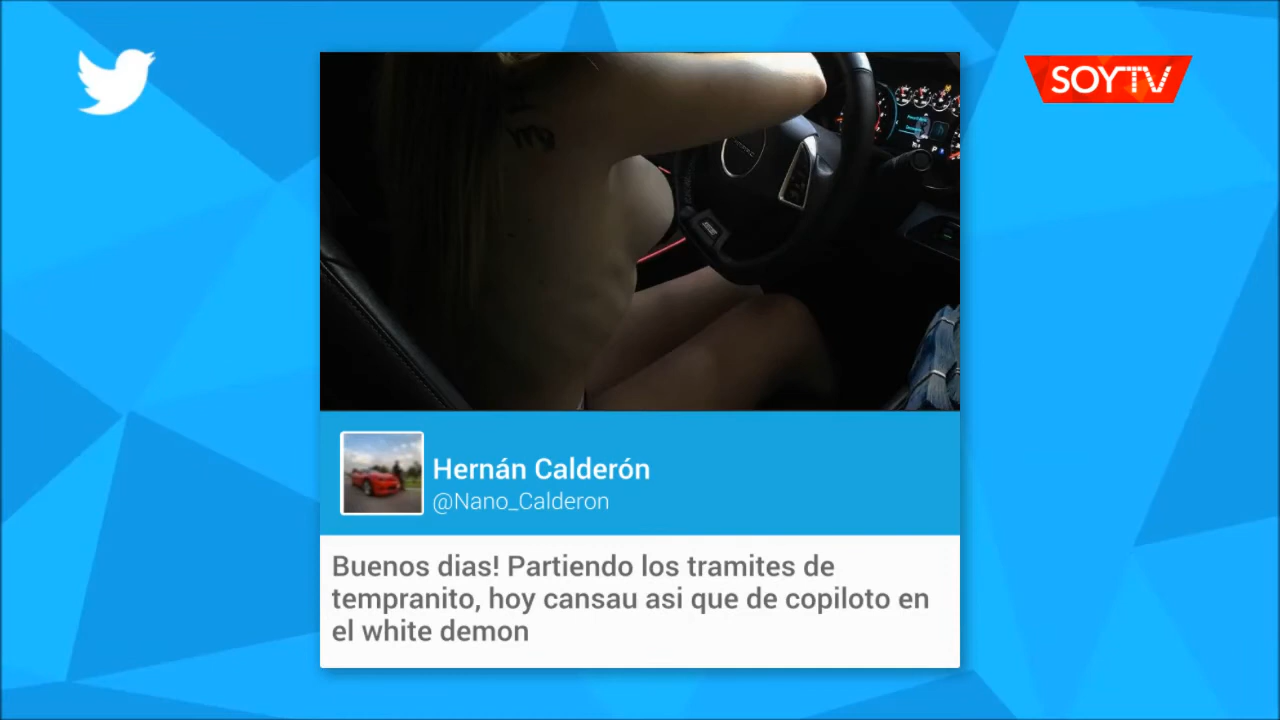 SOYTV
Hernán Calderón
@Nano_Calderon
Buenos dias! Partiendo los tramites de
tempranito, hoy cansau asi que de copiloto en
el white demon